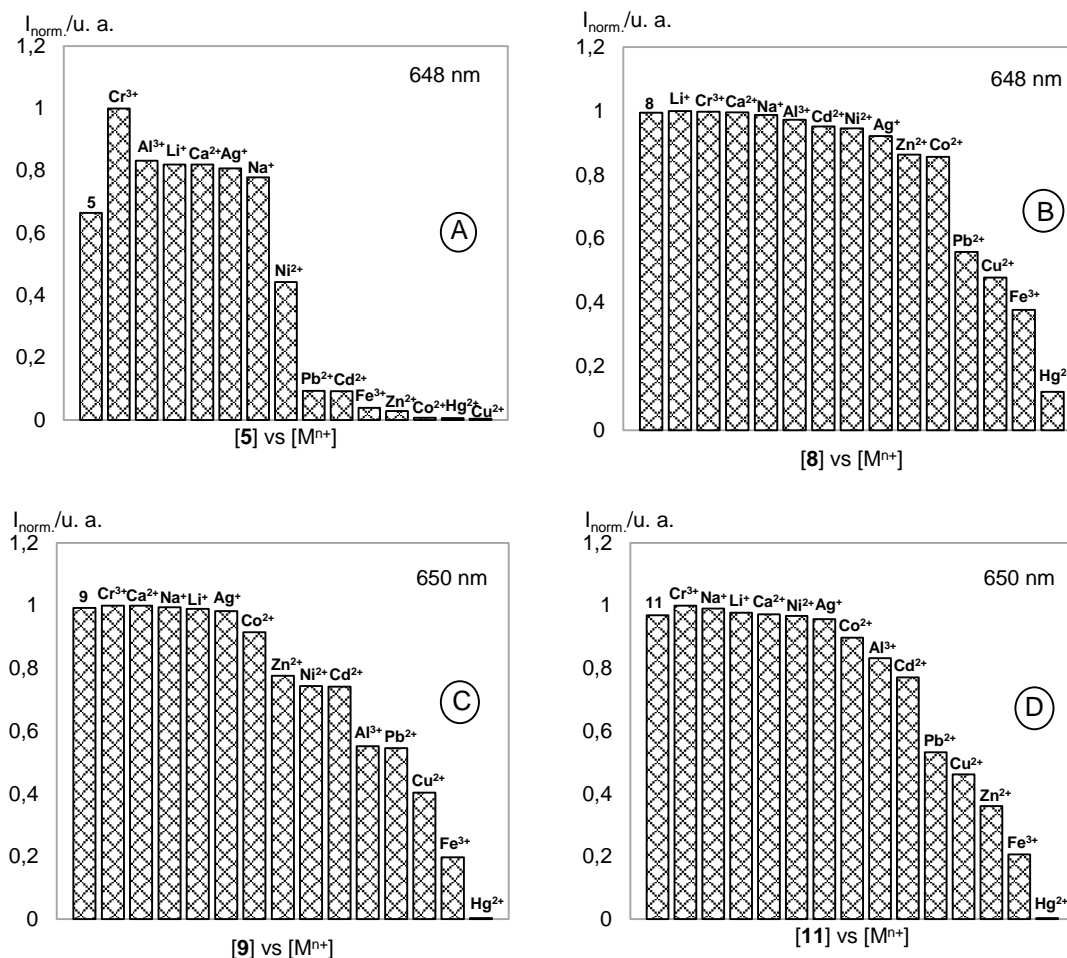 I_norm./u. a.
1,2
1
0,8
0,6
0,4
0,2
0
648 nm
5
Cr³⁺
Al³⁺ Li⁺ Ca²⁺ Ag⁺ Na⁺
Ni²⁺
Pb²⁺ Cd²⁺ Fe³⁺ Zn²⁺ Co²⁺ Hg²⁺ Cu²⁺
A
[5] vs [Mⁿ⁺]
I_norm./u. a.
1,2
1
0,8
0,6
0,4
0,2
0
648 nm
8 Li⁺ Cr³⁺ Ca²⁺ Na⁺ Al³⁺ Cd²⁺ Ni²⁺ Ag⁺ Zn²⁺ Co²⁺
Pb²⁺ Cu²⁺ Fe³⁺
B
[8] vs [Mⁿ⁺]
I_norm./u. a.
1,2
1
0,8
0,6
0,4
0,2
0
650 nm
9 Cr³⁺ Ca²⁺ Na⁺ Li⁺ Ag⁺ Co²⁺
Zn²⁺ Ni²⁺ Cd²⁺
Al³⁺ Pb²⁺ Cu²⁺ Fe³⁺ Hg²⁺
C
[9] vs [Mⁿ⁺]
I_norm./u. a.
1,2
1
0,8
0,6
0,4
0,2
0
650 nm
11 Cr³⁺ Na⁺ Li⁺ Ca²⁺ Ni²⁺ Ag⁺ Co²⁺ Al³⁺ Cd²⁺
Pb²⁺ Cu²⁺ Zn²⁺ Fe³⁺ Hg²⁺
D
[11] vs [Mⁿ⁺]